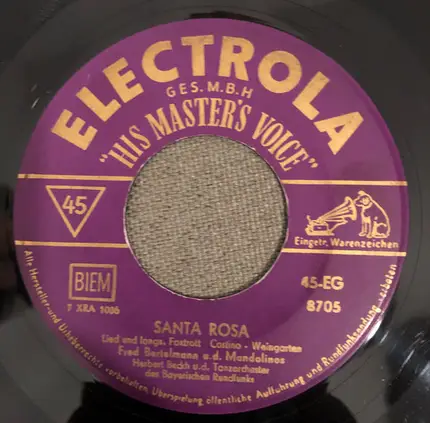 ELECTROLA
GES. M.B.H
"HIS MASTER'S VOICE"
45
Eingetr. Warenzeichen
BIEM
7 XRA 1086
45-EG
8705
SANTA ROSA
Lied und langs. Foxtrott Costino - Weingarten
Fred Bertelmann u.d. Mandolinos
Herbert Beckh u.d. Tanzorchester
des Bayerischen Rundfunks
Alle Hersteller-und Urheberrechte vorbehalten. Überspielung öffentliche Aufführung und Rundfunksendung verboten